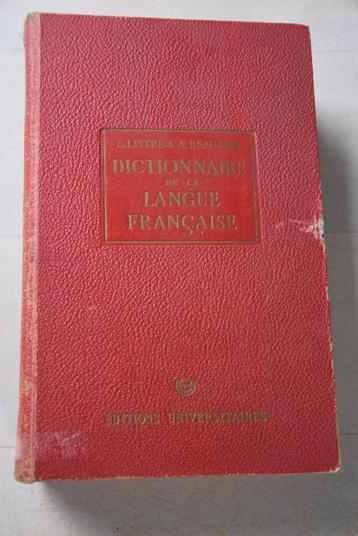 E. LITTRÉ & A. BEAUJEAN
DICTIONNAIRE
DE LA
LANGUE
FRANÇAISE
ÉDITIONS UNIVERSITAIRES